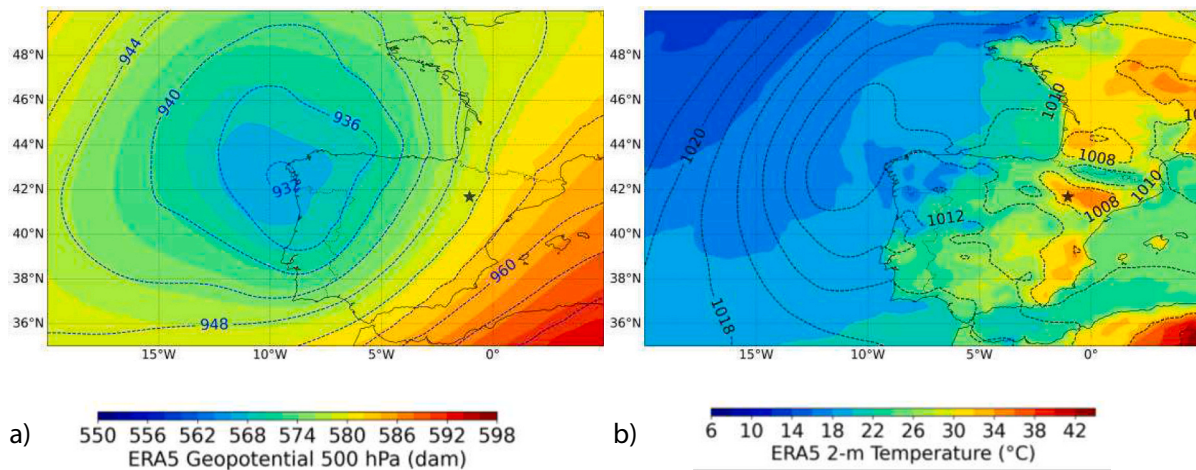 48°N
46°N
44°N
42°N
40°N
38°N
36°N
944
940
936
932
948
960
15°W 10°W 5°W 0°
48°N
46°N
44°N
42°N
40°N
38°N
36°N
1020
1010
1008
1010
1008
1012
1018
15°W 10°W 5°W 0°
a)
550 556 562 568 574 580 586 592 598
ERA5 Geopotential 500 hPa (dam)
b)
6 10 14 18 22 26 30 34 38 42
ERA5 2-m Temperature (°C)